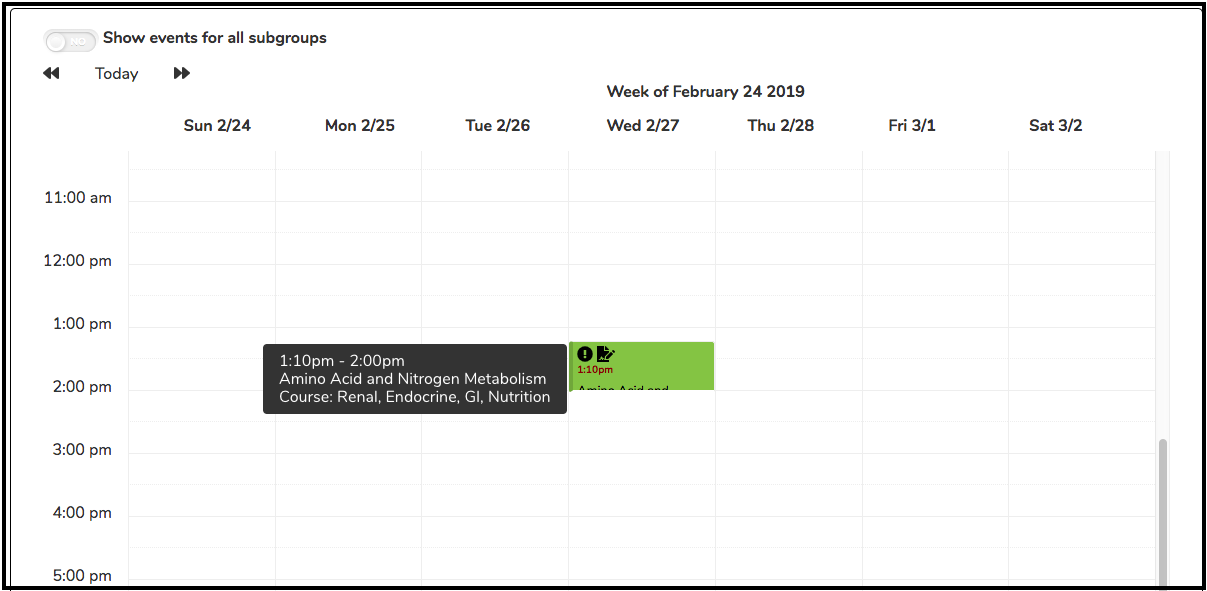 NO Show events for all subgroups
Today
Week of February 24 2019
Sun 2/24 Mon 2/25 Tue 2/26 Wed 2/27 Thu 2/28 Fri 3/1 Sat 3/2
11:00 am
12:00 pm
1:00 pm
1:10pm - 2:00pm
Amino Acid and Nitrogen Metabolism
Course: Renal, Endocrine, GI, Nutrition
1:10pm
Amino Acid and
2:00 pm
3:00 pm
4:00 pm
5:00 pm